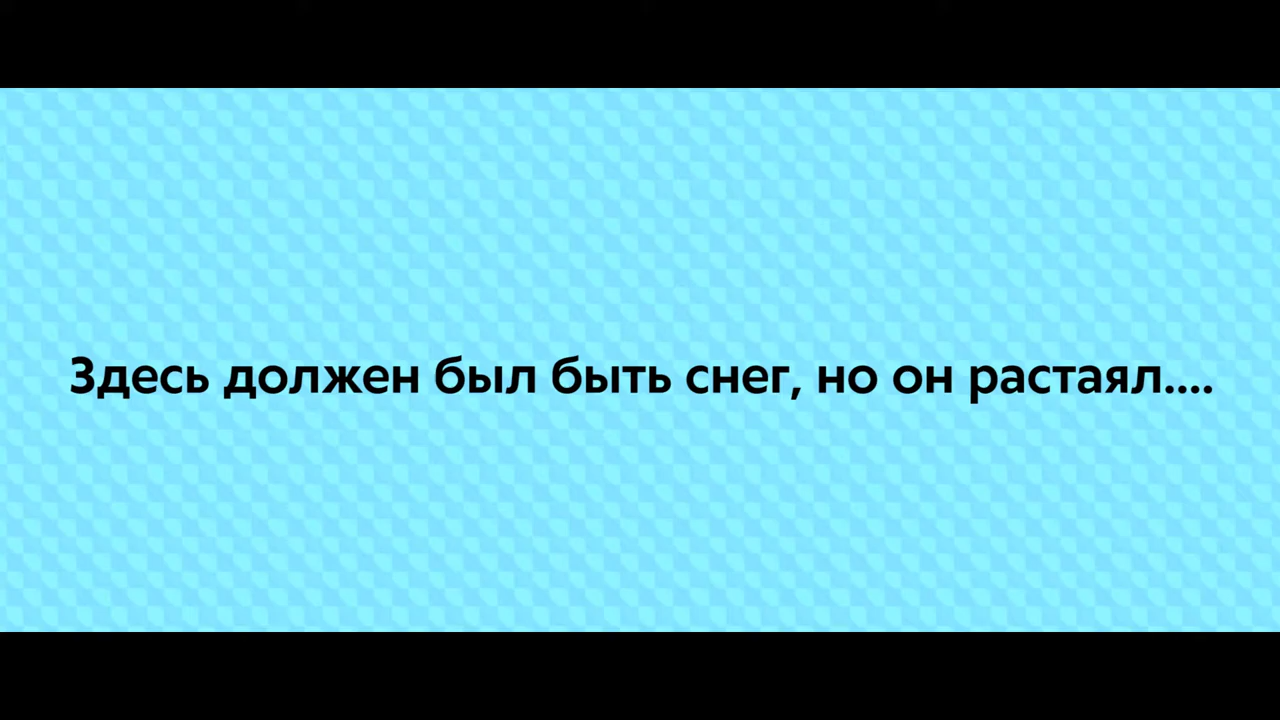 Здесь должен был быть снег, но он растаял....